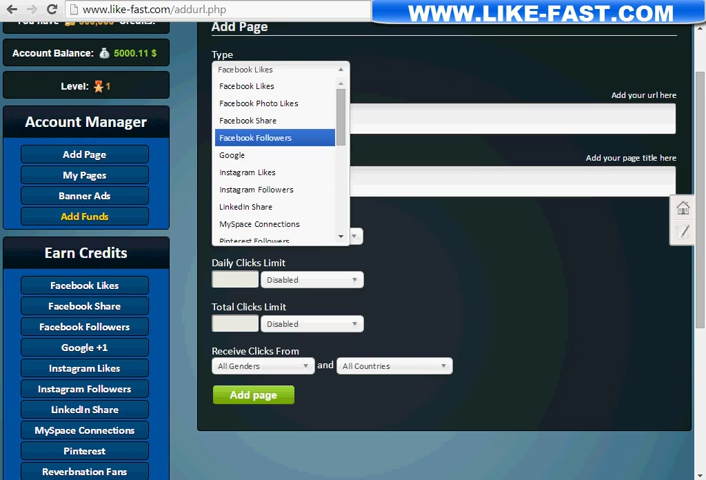 www.like-fast.com/addurl.php
WWW.LIKE-FAST.COM
Account Balance: 5000.11 $
Level: 1
Account Manager
Add Page
My Pages
Banner Ads
Add Funds
Earn Credits
Facebook Likes
Facebook Share
Facebook Followers
Google +1
Instagram Likes
Instagram Followers
LinkedIn Share
MySpace Connections
Pinterest
Reverbnation Fans
Add Page
Type
Facebook Likes
Facebook Likes
Facebook Photo Likes
Facebook Share
Facebook Followers
Google
Instagram Likes
Instagram Followers
LinkedIn Share
MySpace Connections
Pinterest Followers
Add your url here
Add your page title here
Daily Clicks Limit
Disabled
Total Clicks Limit
Disabled
Receive Clicks From
All Genders and All Countries
Add page